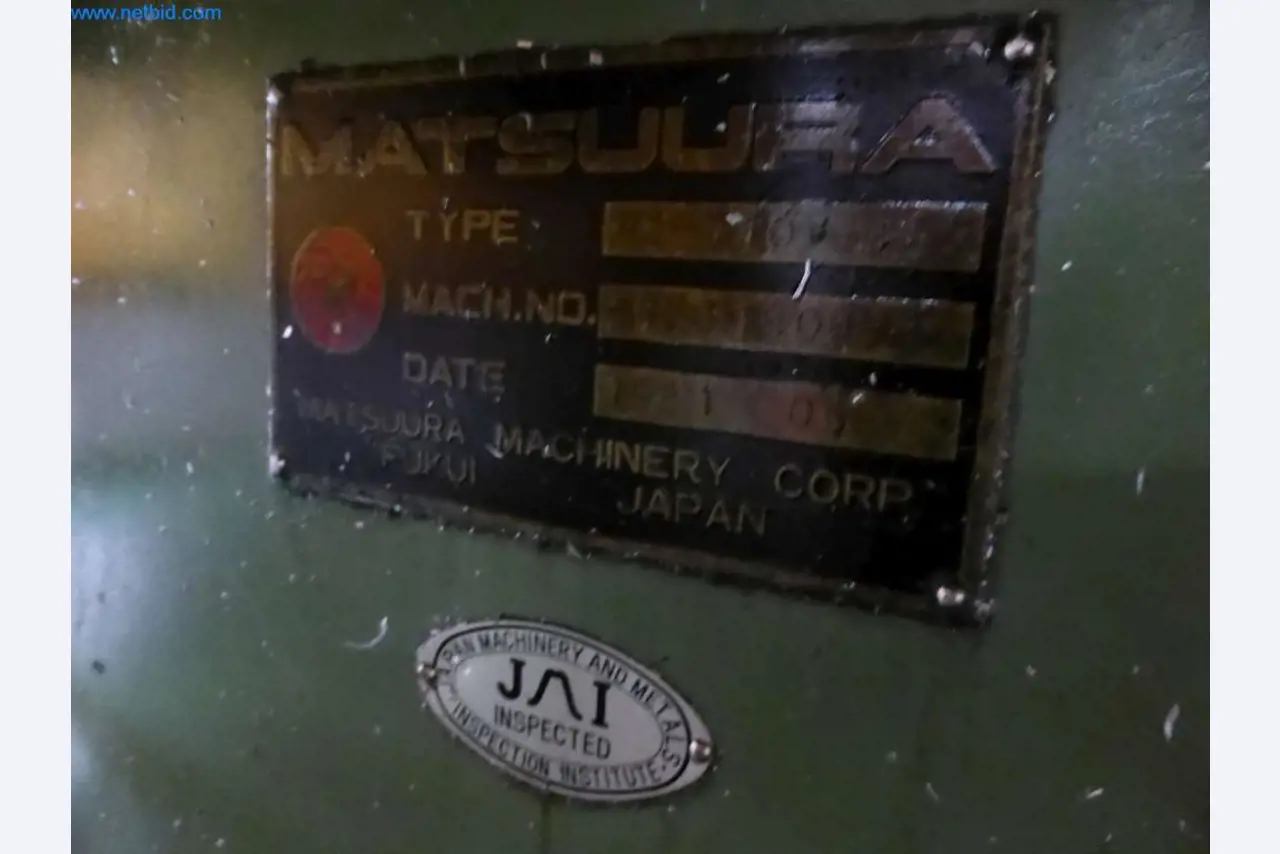 www.netbid.com
MATSUURA
TYPE
MACH.NO.
DATE
MATSUURA MACHINERY CORP.
FUKUI JAPAN
JAPAN MACHINERY AND METALS
JAI
INSPECTED
INSPECTION INSTITUTE